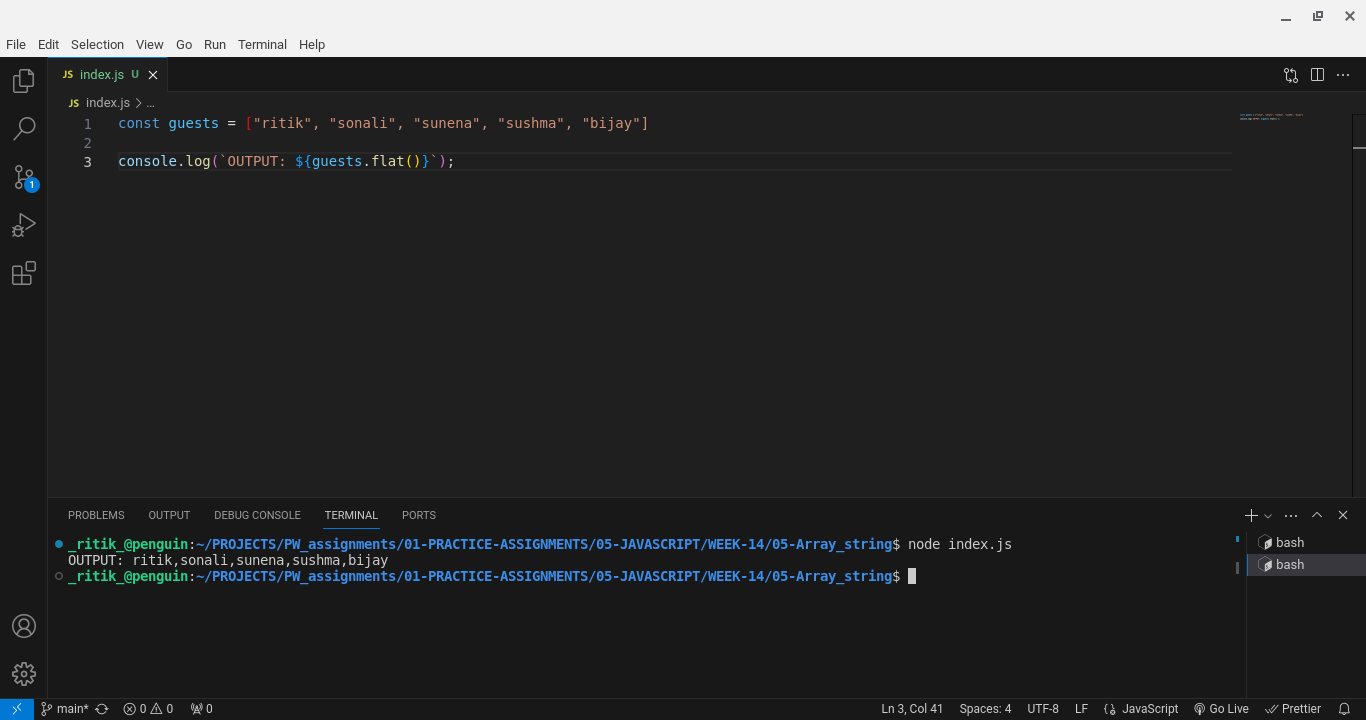 File Edit Selection View Go Run Terminal Help
JS index.js U
JS index.js > ...
1 const guests = ["ritik", "sonali", "sunena", "sushma", "bijay"]
2
3 console.log(`OUTPUT: ${guests.flat()}`);
1
PROBLEMS OUTPUT DEBUG CONSOLE TERMINAL PORTS
_ritik_@penguin:~/PROJECTS/PW_assignments/01-PRACTICE-ASSIGNMENTS/05-JAVASCRIPT/WEEK-14/05-Array_string$ node index.js
OUTPUT: ritik,sonali,sunena,sushma,bijay
_ritik_@penguin:~/PROJECTS/PW_assignments/01-PRACTICE-ASSIGNMENTS/05-JAVASCRIPT/WEEK-14/05-Array_string$
bash
bash
main* 0 0 0 Ln 3, Col 41 Spaces: 4 UTF-8 LF JavaScript Go Live Prettier